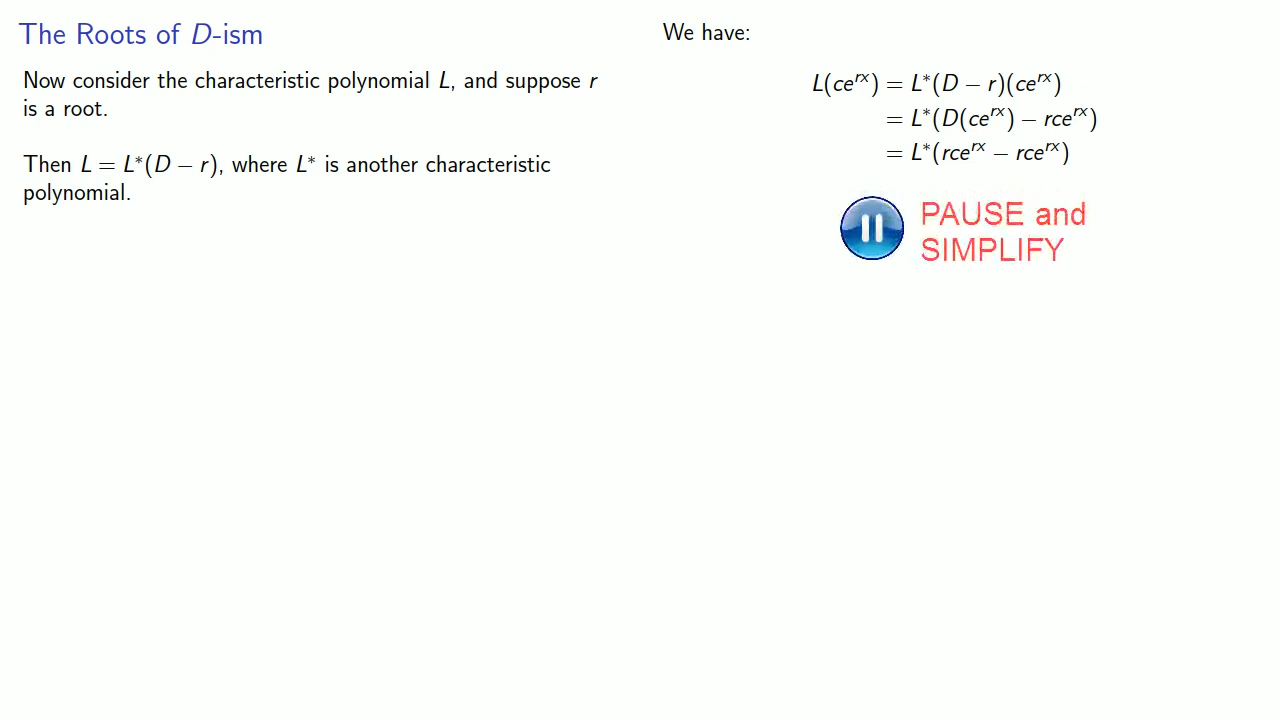 The Roots of D-ism
Now consider the characteristic polynomial L, and suppose r
is a root.
Then L = L*(D − r), where L* is another characteristic
polynomial.
We have:
L(ce^{rx}) = L*(D − r)(ce^{rx})
= L*(D(ce^{rx}) − rce^{rx})
= L*(rce^{rx} − rce^{rx})
PAUSE and
SIMPLIFY